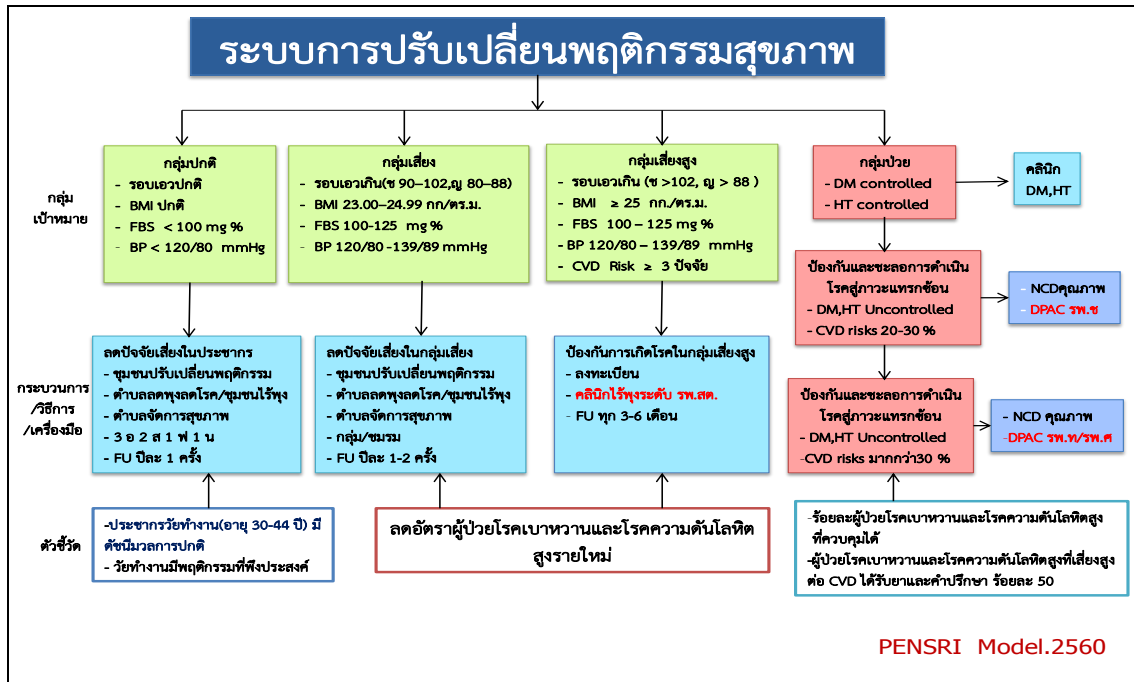 ระบบการปรับเปลี่ยนพฤติกรรมสุขภาพ
กลุ่ม
เป้าหมาย
กลุ่มปกติ
- รอบเอวปกติ
- BMI ปกติ
- FBS < 100 mg %
- BP < 120/80 mmHg
กลุ่มเสี่ยง
- รอบเอวเกิน(ช 90–102,ญ 80–88)
- BMI 23.00–24.99 กก/ตร.ม.
- FBS 100-125 mg %
- BP 120/80 -139/89 mmHg
กลุ่มเสี่ยงสูง
- รอบเอวเกิน (ช >102, ญ > 88 )
- BMI ≥ 25 กก./ตร.ม.
- FBS 100 – 125 mg %
-BP 120/80 – 139/89 mmHg
- CVD Risk ≥ 3 ปัจจัย
กลุ่มป่วย
- DM controlled
- HT controlled
คลินิก
DM,HT
ป้องกันและชะลอการดำเนิน
โรคสู่ภาวะแทรกซ้อน
- DM,HT Uncontrolled
- CVD risks 20-30 %
- NCDคุณภาพ
- DPAC รพ.ช
กระบวนการ
/วิธีการ
/เครื่องมือ
ลดปัจจัยเสี่ยงในประชากร
- ชุมชนปรับเปลี่ยนพฤติกรรม
- ตำบลลดพุงลดโรค/ชุมชนไร้พุง
- ตำบลจัดการสุขภาพ
- 3 อ 2 ส 1 ฟ 1 น
- FU ปีละ 1 ครั้ง
ลดปัจจัยเสี่ยงในกลุ่มเสี่ยง
- ชุมชนปรับเปลี่ยนพฤติกรรม
- ตำบลลดพุงลดโรค/ชุมชนไร้พุง
- ตำบลจัดการสุขภาพ
- กลุ่ม/ชมรม
- FU ปีละ 1-2 ครั้ง
ป้องกันการเกิดโรคในกลุ่มเสี่ยงสูง
- ลงทะเบียน
- คลินิกไร้พุงระดับ รพ.สต.
- FU ทุก 3-6 เดือน
ป้องกันและชะลอการดำเนิน
โรคสู่ภาวะแทรกซ้อน
- DM,HT Uncontrolled
-CVD risks มากกว่า30 %
- NCD คุณภาพ
-DPAC รพ.ท/รพ.ศ
ตัวชี้วัด
-ประชากรวัยทำงาน(อายุ 30-44 ปี) มี
ดัชนีมวลการปกติ
- วัยทำงานมีพฤติกรรมที่พึงประสงค์
ลดอัตราผู้ป่วยโรคเบาหวานและโรคความดันโลหิต
สูงรายใหม่
-ร้อยละผู้ป่วยโรคเบาหวานและโรคความดันโลหิตสูง
ที่ควบคุมได้
-ผู้ป่วยโรคเบาหวานและโรคความดันโลหิตสูงที่เสี่ยงสูง
ต่อ CVD ได้รับยาและคำปรึกษา ร้อยละ 50
PENSRI Model.2560